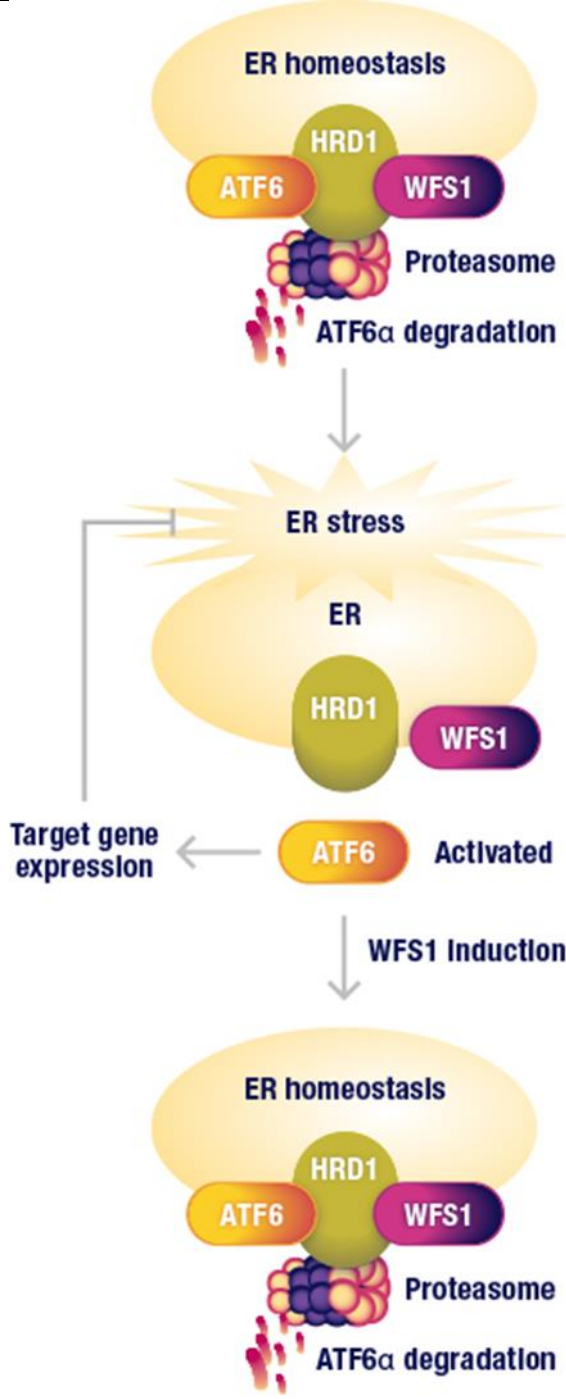 ER homeostasis
HRD1
ATF6
WFS1
Proteasome
ATF6α degradation
ER stress
ER
HRD1
WFS1
Target gene
expression
ATF6
Activated
WFS1 Induction
ER homeostasis
HRD1
ATF6
WFS1
Proteasome
ATF6α degradation